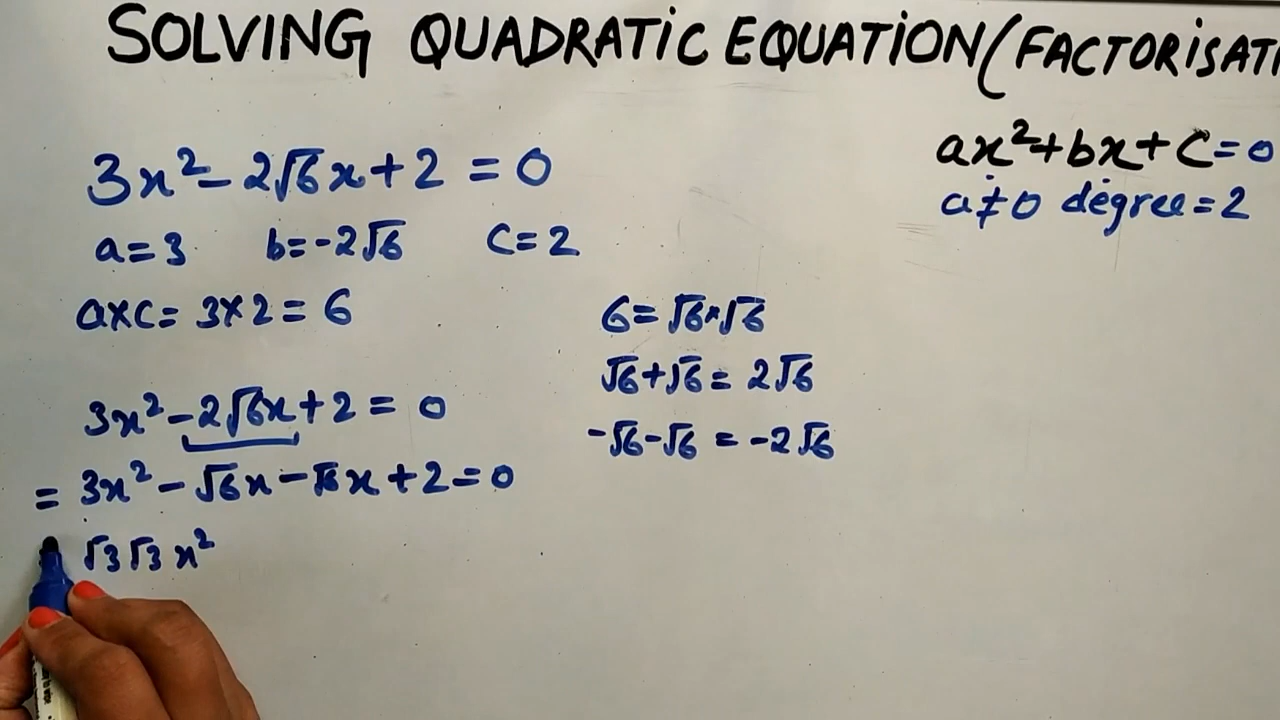 SOLVING QUADRATIC EQUATION (FACTORISATI
ax²+bx+c=0
a≠0 degree=2
3x²-2√6x+2=0
a=3 b=-2√6 c=2
a×c=3×2=6
6=√6×√6
√6+√6=2√6
-√6-√6=-2√6
3x²-2√6x+2=0
=3x²-√6x-√6x+2=0
√3√3x²